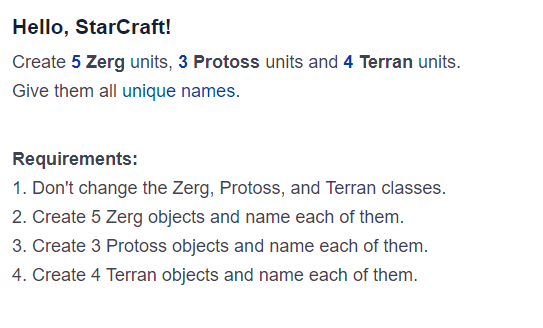 Hello, StarCraft!
Create 5 Zerg units, 3 Protoss units and 4 Terran units.
Give them all unique names.
Requirements:
1. Don't change the Zerg, Protoss, and Terran classes.
2. Create 5 Zerg objects and name each of them.
3. Create 3 Protoss objects and name each of them.
4. Create 4 Terran objects and name each of them.